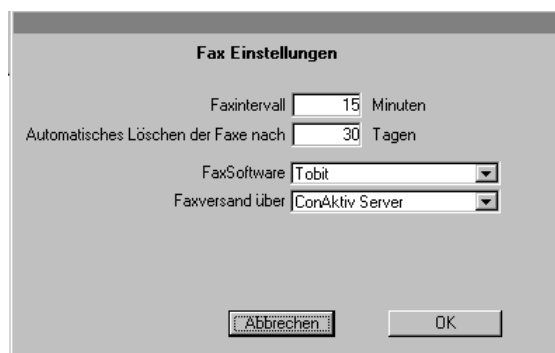 Fax Einstellungen
Faxintervall 15 Minuten
Automatisches Löschen der Faxe nach 30 Tagen
FaxSoftware Tobit
Faxversand über ConAktiv Server
Abbrechen OK